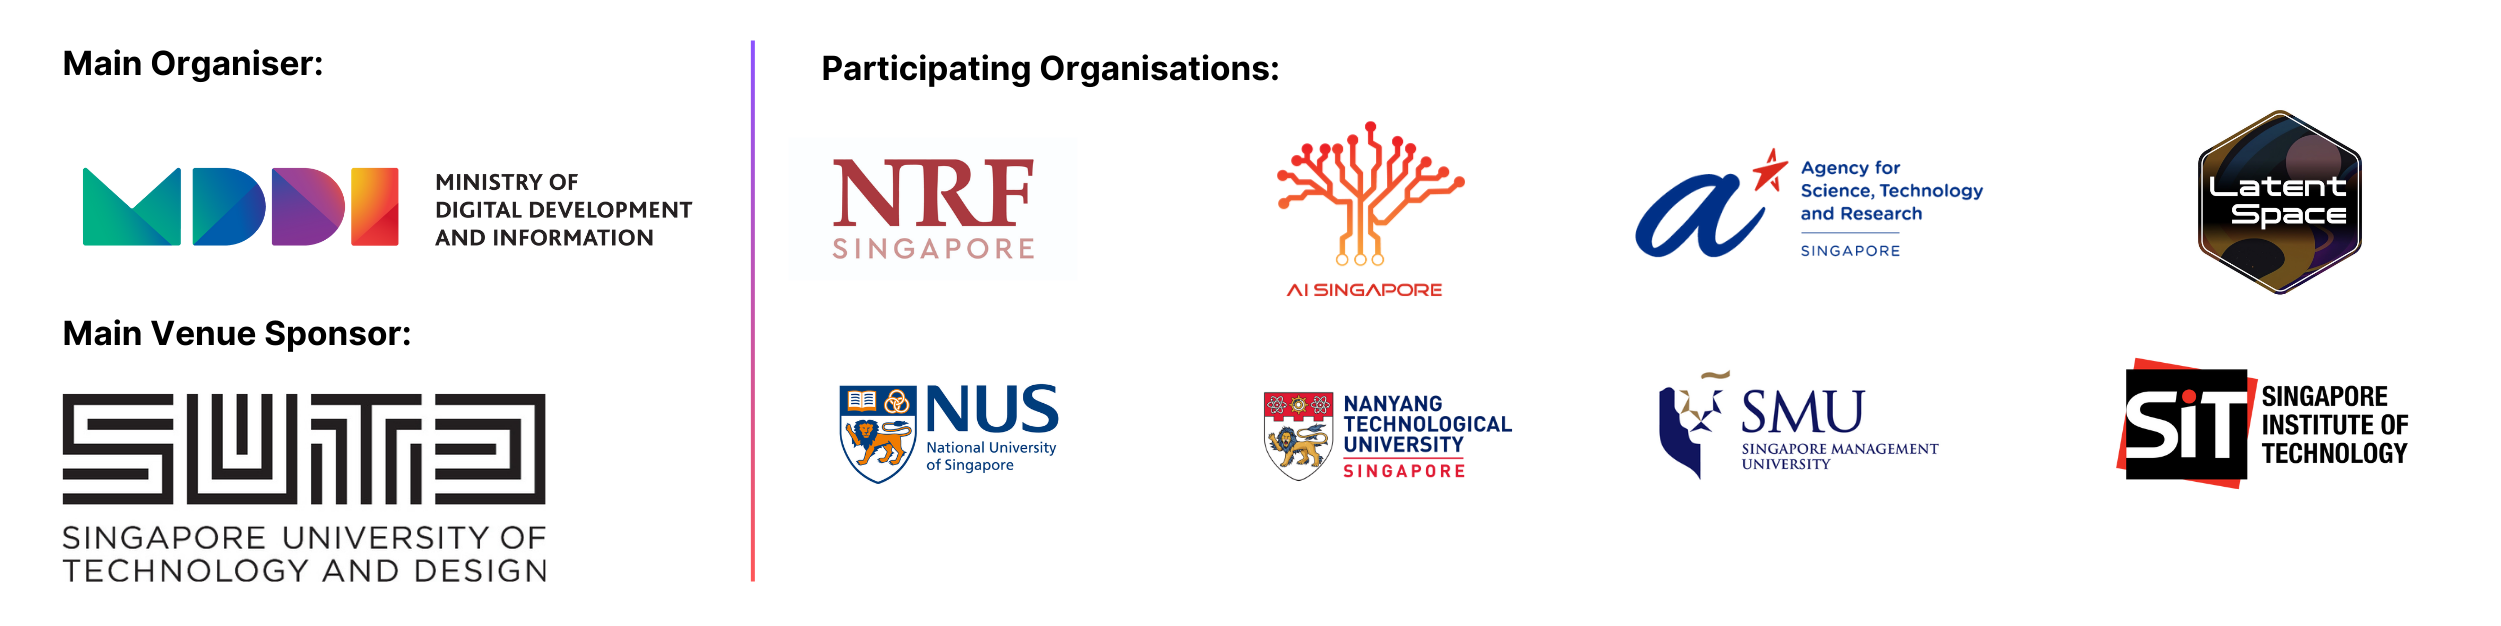 Main Organiser:
MDDI
MINISTRY OF
DIGITAL DEVELOPMENT
AND INFORMATION
Main Venue Sponsor:
SUTD
SINGAPORE UNIVERSITY OF
TECHNOLOGY AND DESIGN
Participating Organisations:
NRF
SINGAPORE
AI SINGAPORE
a
Agency for
Science, Technology
and Research
SINGAPORE
Latent
Space
NUS
National University
of Singapore
NANYANG
TECHNOLOGICAL
UNIVERSITY
SINGAPORE
SMU
SINGAPORE MANAGEMENT
UNIVERSITY
SiT
SINGAPORE
INSTITUTE OF
TECHNOLOGY